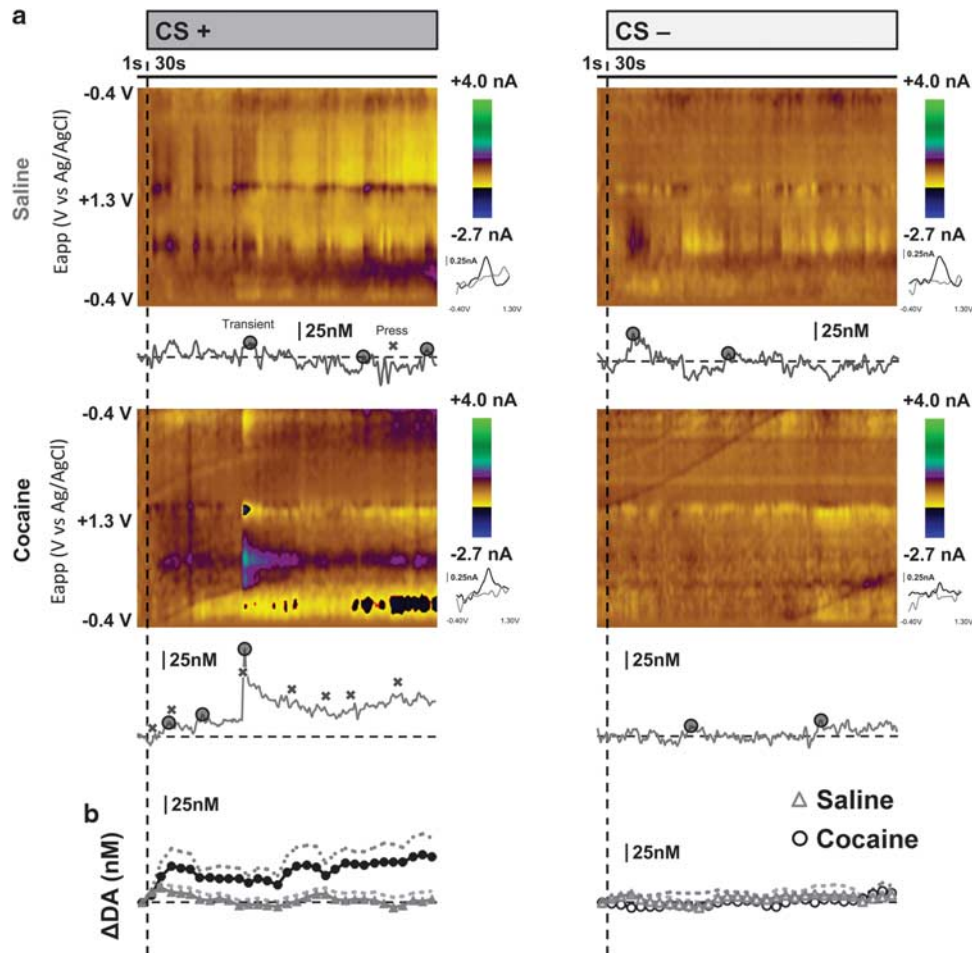 a
CS +
CS –
1s 30s
1s 30s
Saline
Eapp (V vs Ag/AgCl)
-0.4 V
+1.3 V
-0.4 V
+4.0 nA
-2.7 nA
0.25nA
-0.40V 1.30V
+4.0 nA
-2.7 nA
0.25nA
-0.40V 1.30V
Transient
25nM
Press
25nM
Cocaine
Eapp (V vs Ag/AgCl)
-0.4 V
+1.3 V
-0.4 V
+4.0 nA
-2.7 nA
0.25nA
-0.40V 1.30V
+4.0 nA
-2.7 nA
0.25nA
-0.40V 1.30V
25nM
25nM
b
ΔDA (nM)
25nM
Saline
Cocaine
25nM